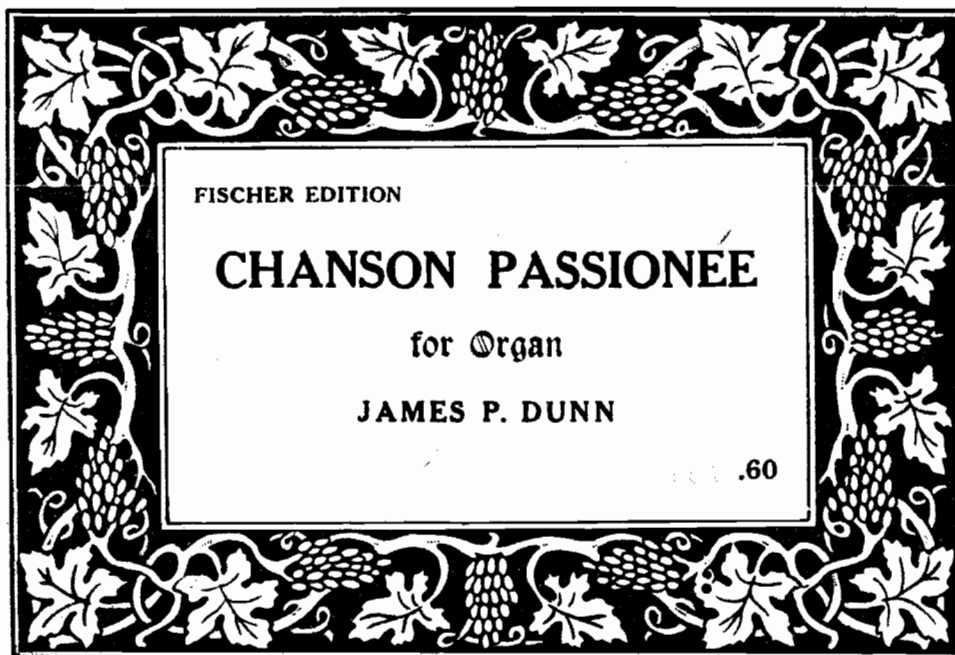 FISCHER EDITION
CHANSON PASSIONEE
for Organ
JAMES P. DUNN
.60